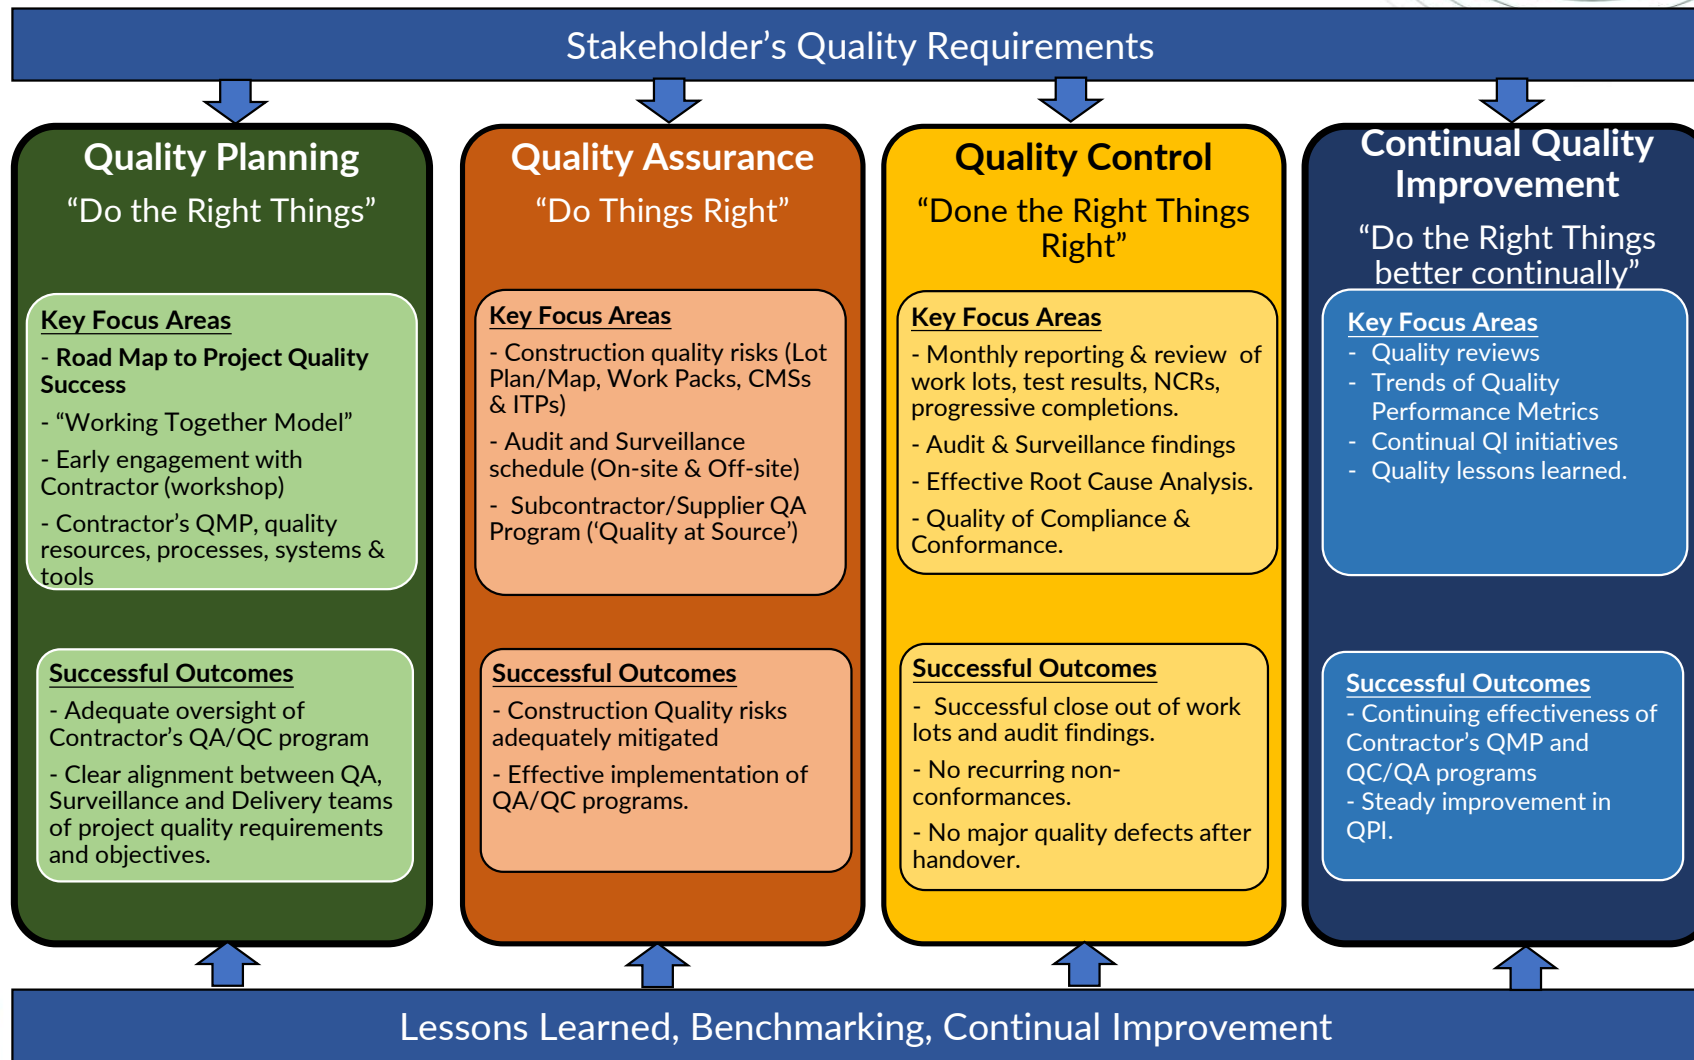 Stakeholder’s Quality Requirements
Quality Planning
“Do the Right Things”
Key Focus Areas
- Road Map to Project Quality
Success
- “Working Together Model”
- Early engagement with
Contractor (workshop)
- Contractor’s QMP, quality
resources, processes, systems &
tools
Successful Outcomes
- Adequate oversight of
Contractor’s QA/QC program
- Clear alignment between QA,
Surveillance and Delivery teams
of project quality requirements
and objectives.
Quality Assurance
“Do Things Right”
Key Focus Areas
- Construction quality risks (Lot
Plan/Map, Work Packs, CMSs
& ITPs)
- Audit and Surveillance
schedule (On-site & Off-site)
- Subcontractor/Supplier QA
Program (‘Quality at Source’)
Successful Outcomes
- Construction Quality risks
adequately mitigated
- Effective implementation of
QA/QC programs.
Quality Control
“Done the Right Things
Right”
Key Focus Areas
- Monthly reporting & review of
work lots, test results, NCRs,
progressive completions.
- Audit & Surveillance findings
- Effective Root Cause Analysis.
- Quality of Compliance &
Conformance.
Successful Outcomes
- Successful close out of work
lots and audit findings.
- No recurring non-
conformances.
- No major quality defects after
handover.
Continual Quality
Improvement
“Do the Right Things
better continually”
Key Focus Areas
- Quality reviews
- Trends of Quality
Performance Metrics
- Continual QI initiatives
- Quality lessons learned.
Successful Outcomes
- Continuing effectiveness of
Contractor’s QMP and
QC/QA programs
- Steady improvement in
QPI.
Lessons Learned, Benchmarking, Continual Improvement